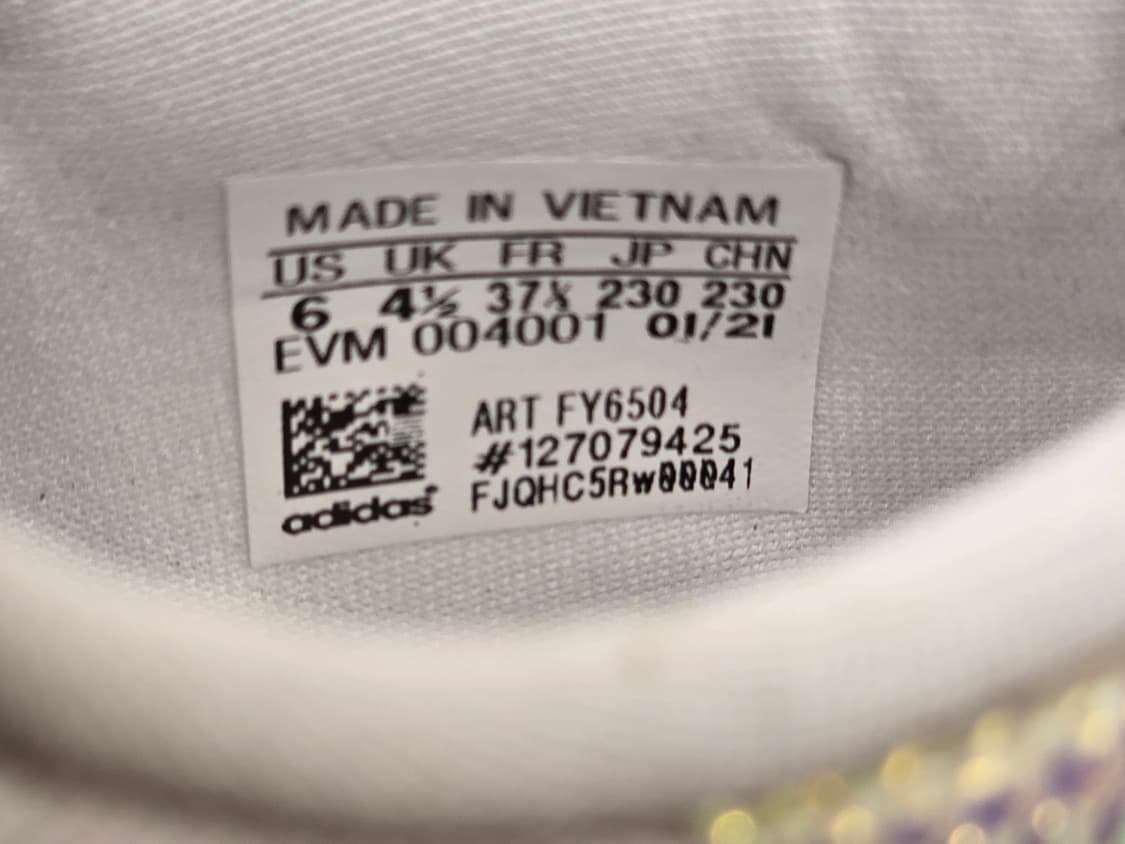 MADE IN VIETNAM
US UK FR JP CHN
6 4½ 37⅓ 230 230
EVM 004001 01/21
ART FY6504
#127079425
FJQHC5Rw00041
adidas